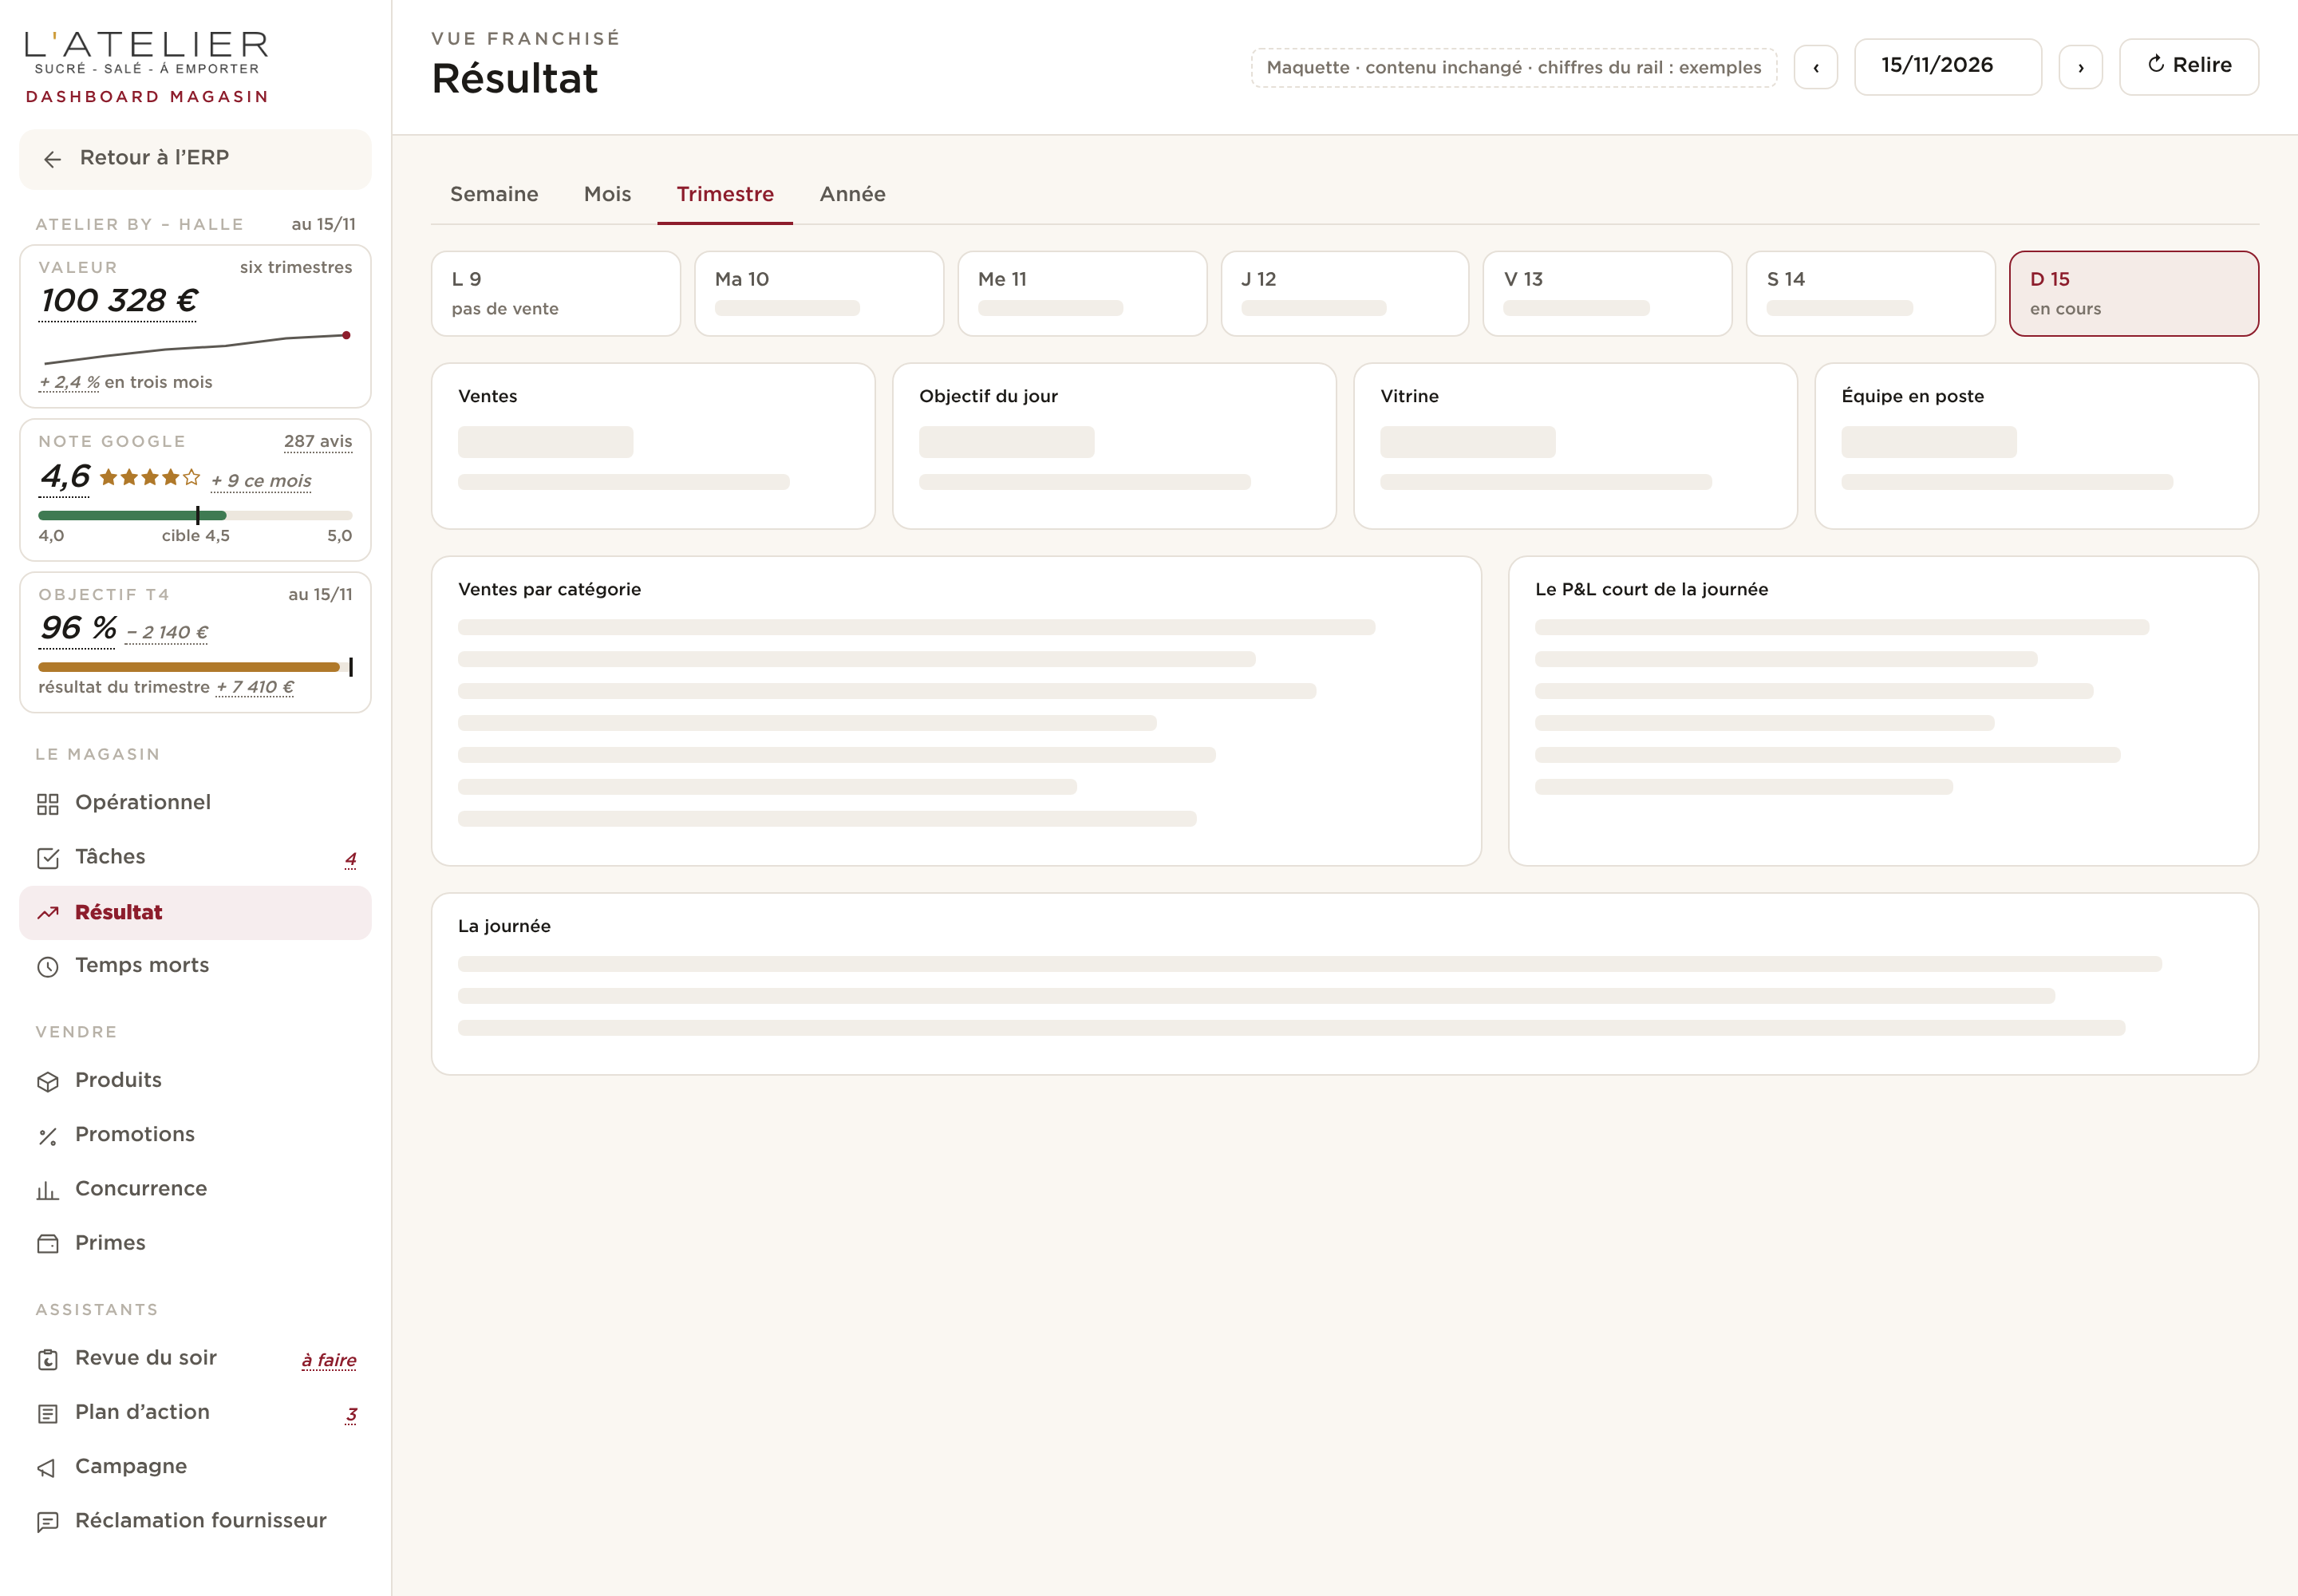 L'ATELIER
SUCRÉ - SALÉ - À EMPORTER
DASHBOARD MAGASIN
Retour à l’ERP
ATELIER BY – HALLE au 15/11
VALEUR six trimestres
100 328 €
+ 2,4 % en trois mois
NOTE GOOGLE 287 avis
4,6 + 9 ce mois
4,0 cible 4,5 5,0
OBJECTIF T4 au 15/11
96 % – 2 140 €
résultat du trimestre + 7 410 €
LE MAGASIN
Opérationnel
Tâches 4
Résultat
Temps morts
VENDRE
Produits
Promotions
Concurrence
Primes
ASSISTANTS
Revue du soir à faire
Plan d’action 3
Campagne
Réclamation fournisseur
VUE FRANCHISÉ
Résultat
Maquette · contenu inchangé · chiffres du rail : exemples ‹ 15/11/2026 › Relire
Semaine Mois Trimestre Année
L 9 Ma 10 Me 11 J 12 V 13 S 14 D 15
pas de vente en cours
Ventes Objectif du jour Vitrine Équipe en poste
Ventes par catégorie Le P&L court de la journée
La journée